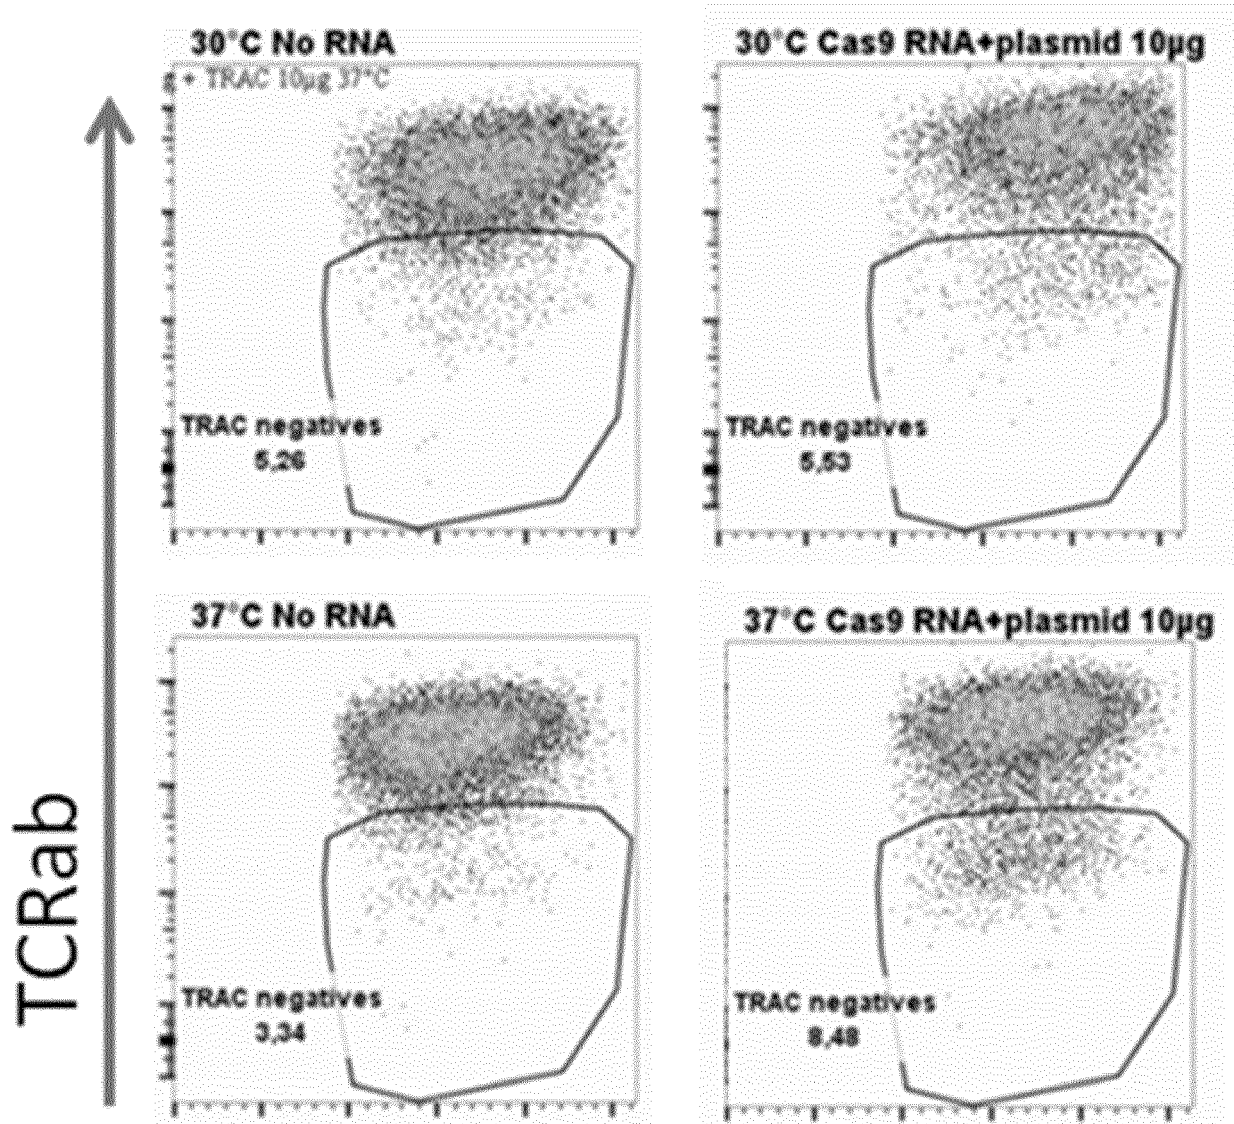 30°C No RNA
+ TRAC 10µg 37°C
TRAC negatives
5,26
30°C Cas9 RNA+plasmid 10µg
TRAC negatives
5,53
37°C No RNA
TRAC negatives
3,34
37°C Cas9 RNA+plasmid 10µg
TRAC negatives
8,48
TCRab